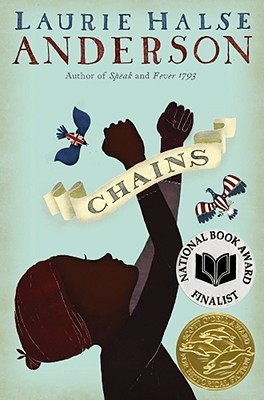 LAURIE HALSE
ANDERSON
Author of Speak and Fever 1793
CHAINS
NATIONAL BOOK AWARD
FINALIST